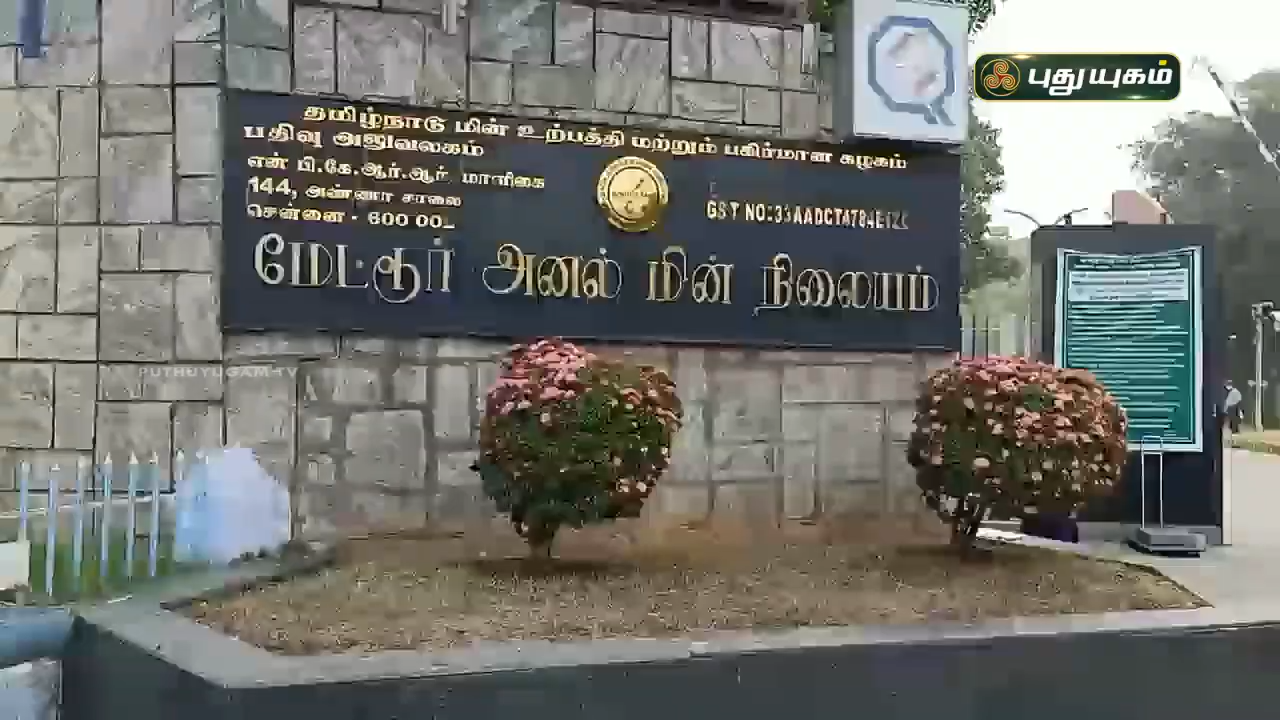 புதுயுகம்
தமிழ்நாடு மின் உற்பத்தி மற்றும் பகிர்மான கழகம்
பதிவு அலுவலகம்
என் பி.கே.ஆர்.ஆர். மாளிகை
144, அண்ணா சாலை
சென்னை - 600 00
GST NO:33AADCT4784E1Z
மேட்டூர் அனல் மின் நிலையம்
PUTHUYUGAM TV